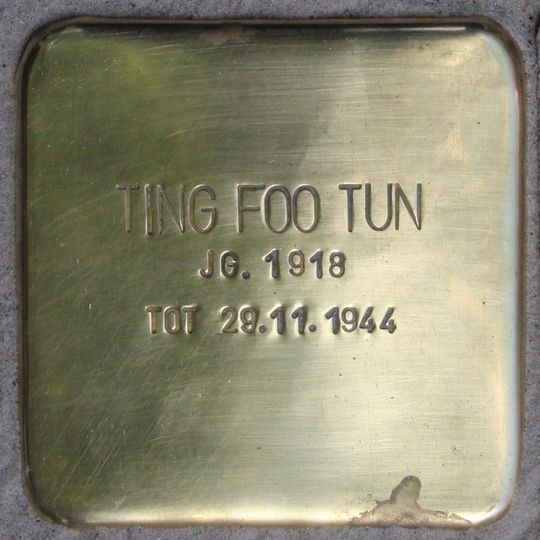 TING FOO TUN
JG. 1918
TOT 29.11.1944